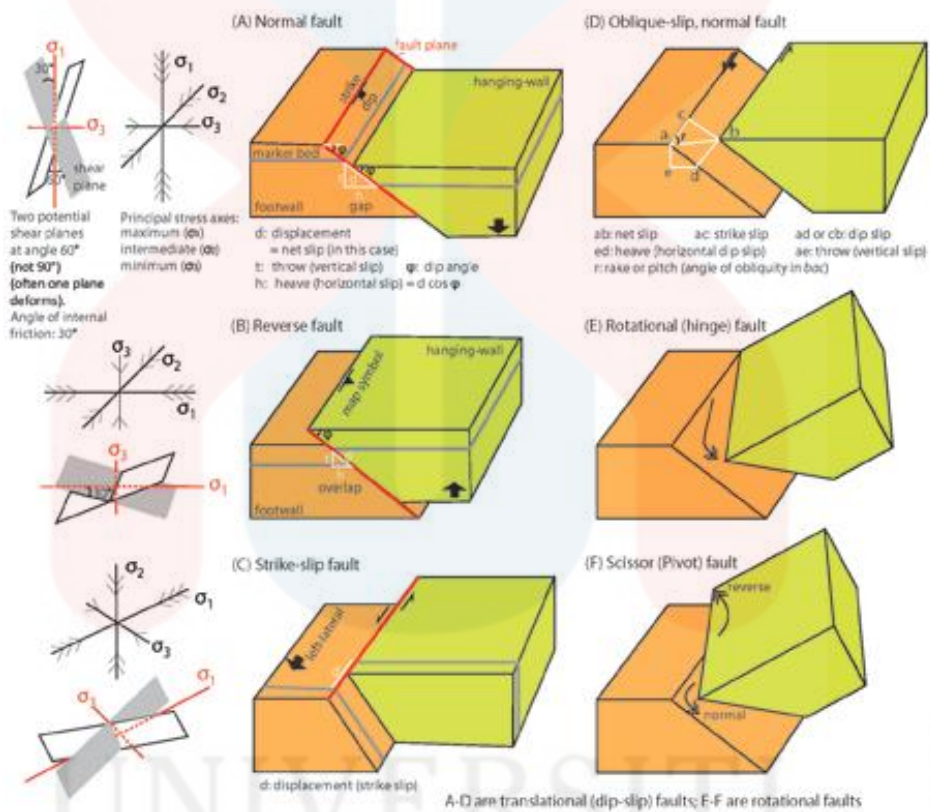 (A) Normal fault
σ1
30°
σ3
60°
shear
plane
σ1
σ2
σ3
Two potential
shear planes
at angle 60°
(not 90°)
(often one plane
deforms).
Angle of internal
friction: 30°
Principal stress axes:
maximum (σ1)
intermediate (σ2)
minimum (σ3)
fault plane
strike
dip
hanging-wall
marker bed
φ
φ
gap
footwall
d: displacement
= net slip (in this case)
t: throw (vertical slip) φ: dip angle
h: heave (horizontal slip) = d cos φ
(D) Oblique-slip, normal fault
a
b
c
d
e
r
ab: net slip ac: strike slip ad or cb: dip slip
ed: heave (horizontal dip slip) ae: throw (vertical slip)
r: rake or pitch (angle of obliquity in bac)
(B) Reverse fault
σ3
σ2
σ1
σ3
σ1
hanging-wall
map symbol
φ
overlap
footwall
(E) Rotational (hinge) fault
(C) Strike-slip fault
σ2
σ1
σ3
σ3
σ1
left lateral
d: displacement (strike slip)
(F) Scissor (Pivot) fault
reverse
normal
A-D are translational (dip-slip) faults; E-F are rotational faults
UNIVERSITI